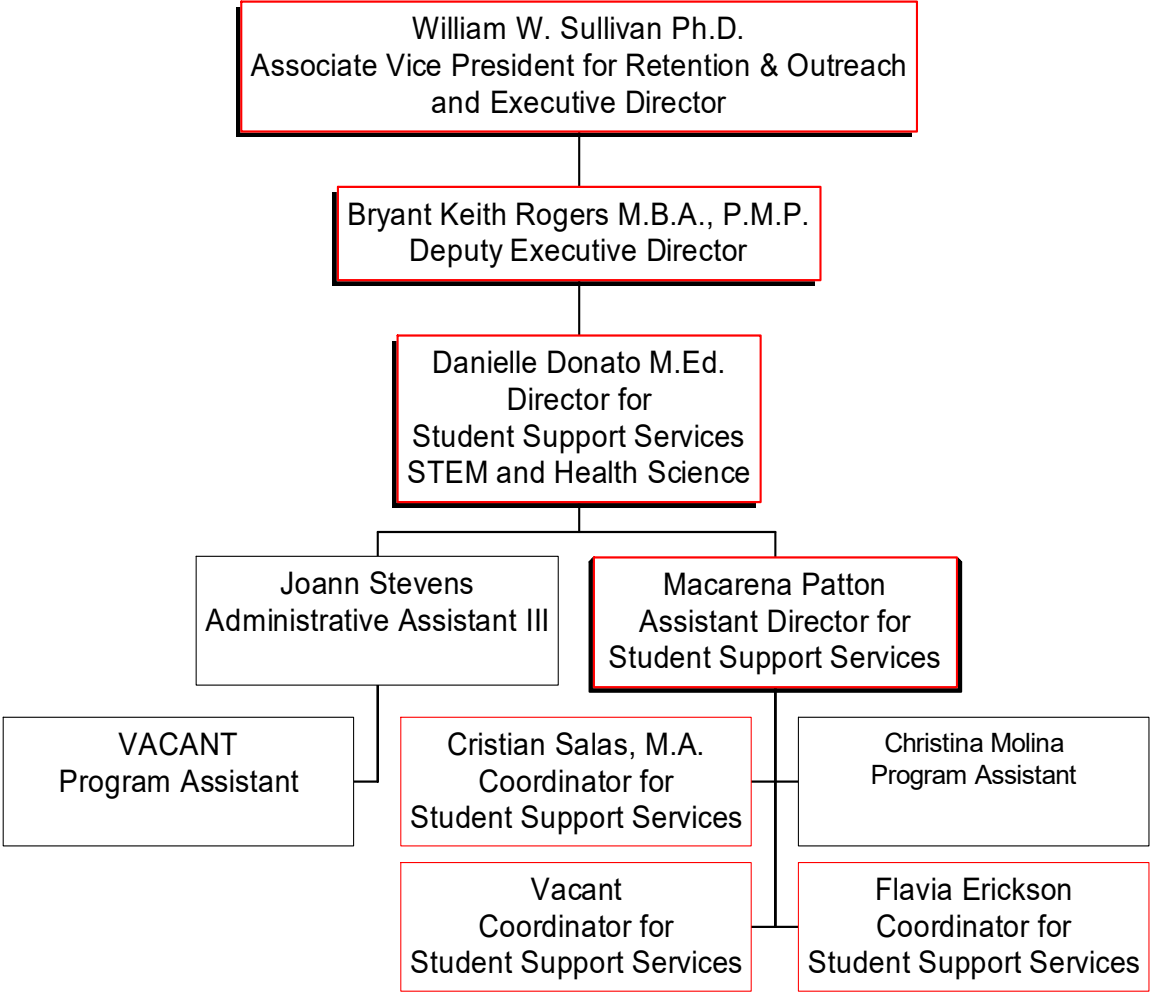 William W. Sullivan Ph.D.
Associate Vice President for Retention & Outreach
and Executive Director
Bryant Keith Rogers M.B.A., P.M.P.
Deputy Executive Director
Danielle Donato M.Ed.
Director for
Student Support Services
STEM and Health Science
Joann Stevens
Administrative Assistant III
Macarena Patton
Assistant Director for
Student Support Services
VACANT
Program Assistant
Cristian Salas, M.A.
Coordinator for
Student Support Services
Christina Molina
Program Assistant
Vacant
Coordinator for
Student Support Services
Flavia Erickson
Coordinator for
Student Support Services